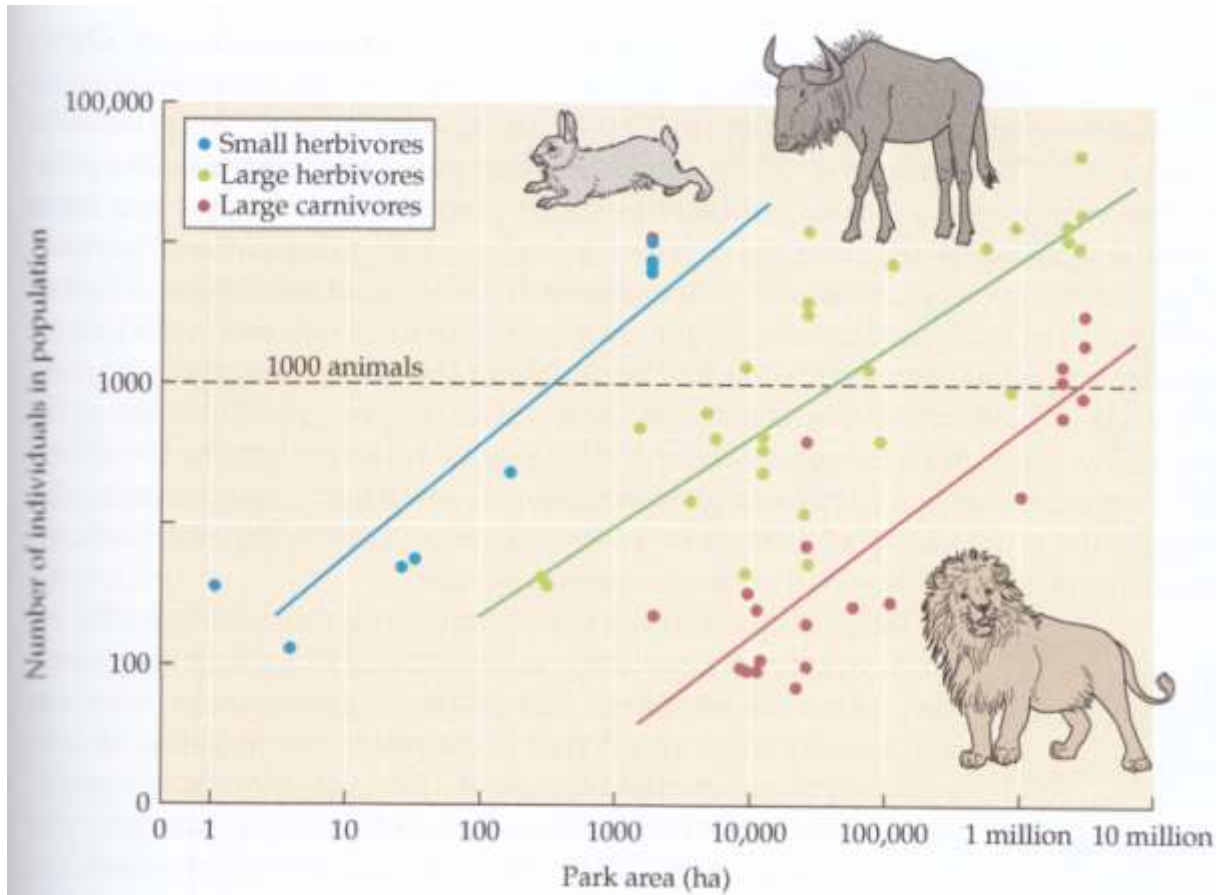 100,000
Small herbivores
Large herbivores
Large carnivores
1000 animals
1000
100
0
Number of individuals in population
0 1 10 100 1000 10,000 100,000 1 million 10 million
Park area (ha)